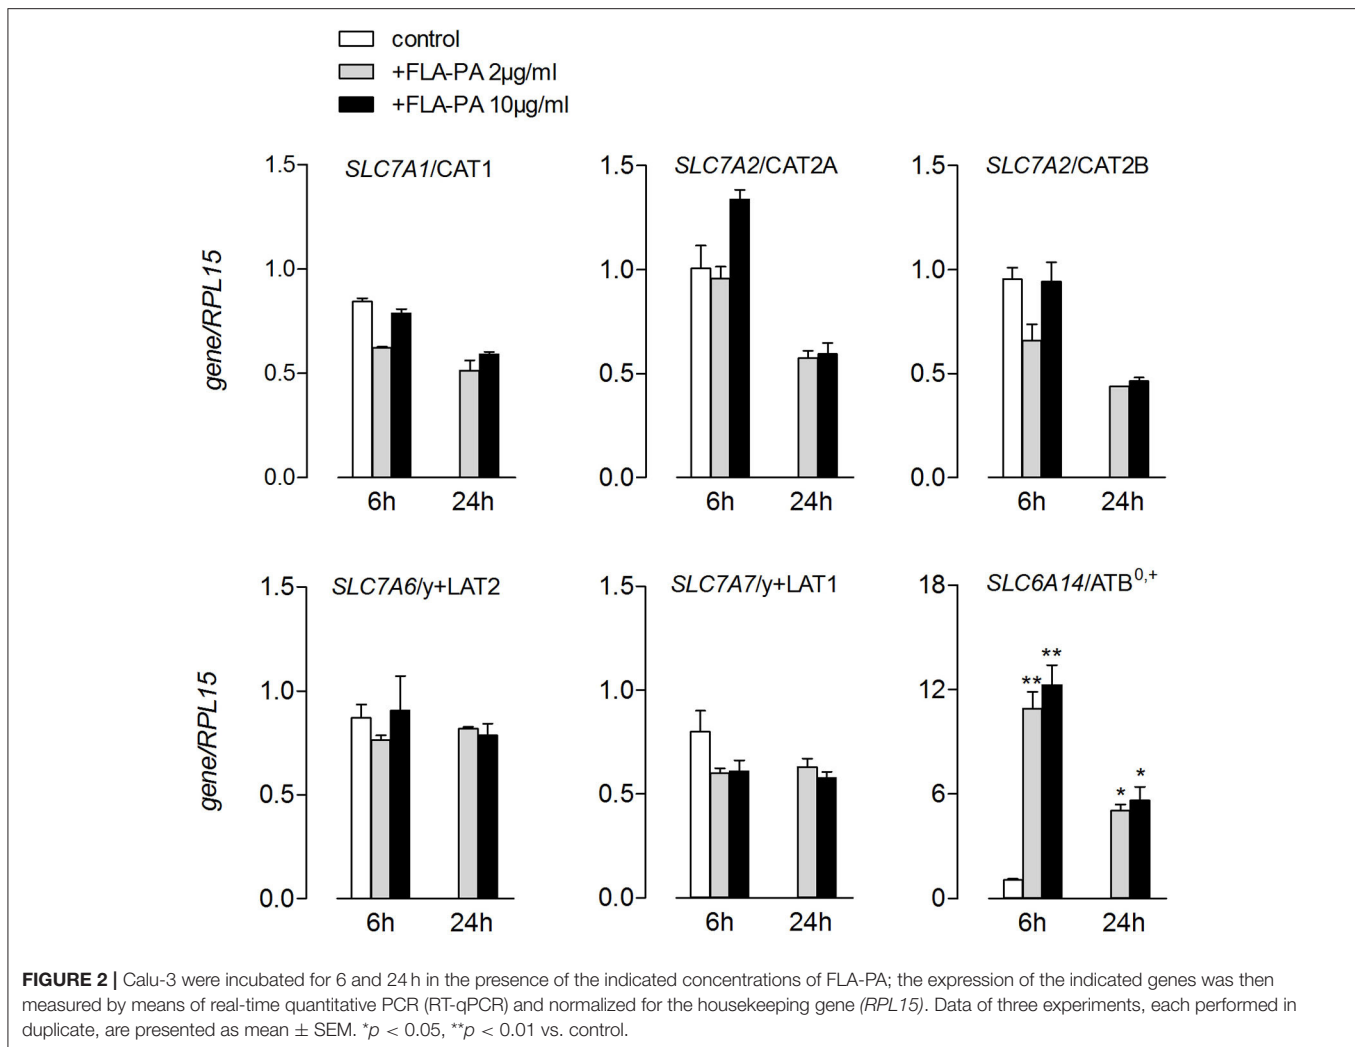 control
+FLA-PA 2µg/ml
+FLA-PA 10µg/ml
gene/RPL15
SLC7A1/CAT1
1.5
1.0
0.5
0.0
6h 24h
SLC7A2/CAT2A
1.5
1.0
0.5
0.0
6h 24h
SLC7A2/CAT2B
1.5
1.0
0.5
0.0
6h 24h
gene/RPL15
SLC7A6/y+LAT2
1.5
1.0
0.5
0.0
6h 24h
SLC7A7/y+LAT1
1.5
1.0
0.5
0.0
6h 24h
SLC6A14/ATB0,+
18
12
6
0
** **
* *
6h 24h
FIGURE 2 | Calu-3 were incubated for 6 and 24 h in the presence of the indicated concentrations of FLA-PA; the expression of the indicated genes was then
measured by means of real-time quantitative PCR (RT-qPCR) and normalized for the housekeeping gene (RPL15). Data of three experiments, each performed in
duplicate, are presented as mean ± SEM. *p < 0.05, **p < 0.01 vs. control.